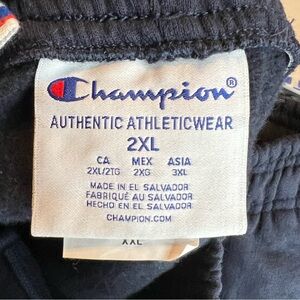 Champion®
AUTHENTIC ATHLETICWEAR
2XL
CA MEX ASIA
2XL/2TG 2XG 3XL
MADE IN EL SALVADOR
FABRIQUÉ AU SALVADOR
HECHO EN EL SALVADOR
CHAMPION.COM
XXL